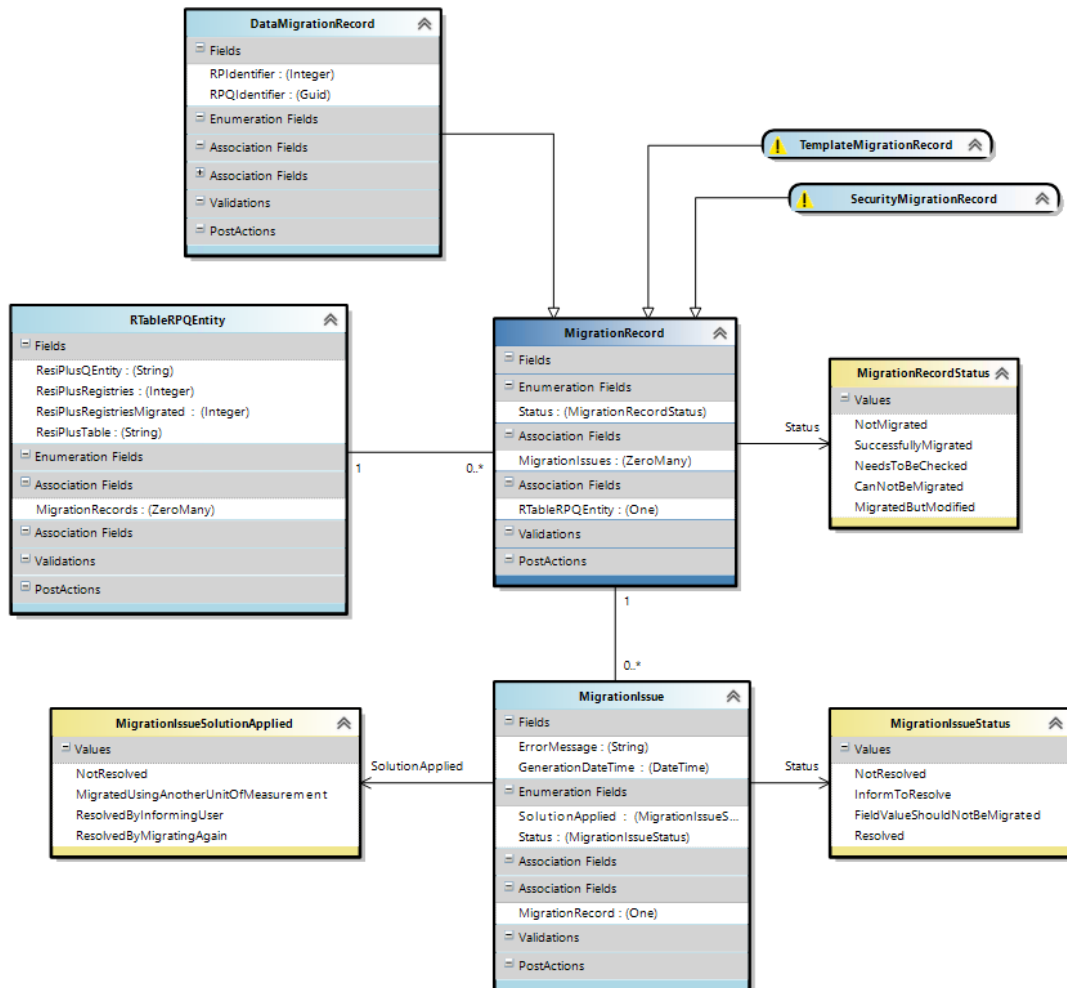 DataMigrationRecord
Fields
RPIdentifier : (Integer)
RPQIdentifier : (Guid)
Enumeration Fields
Association Fields
Association Fields
Validations
PostActions
TemplateMigrationRecord
SecurityMigrationRecord
RTableRPQEntity
Fields
ResiPlusQEntity : (String)
ResiPlusRegistries : (Integer)
ResiPlusRegistriesMigrated : (Integer)
ResiPlusTable : (String)
Enumeration Fields
Association Fields
MigrationRecords : (ZeroMany)
Association Fields
Validations
PostActions
1
0..*
MigrationRecord
Fields
Enumeration Fields
Status : (MigrationRecordStatus)
Association Fields
MigrationIssues : (ZeroMany)
Association Fields
RTableRPQEntity : (One)
Validations
PostActions
Status
MigrationRecordStatus
Values
NotMigrated
SuccessfullyMigrated
NeedsToBeChecked
CanNotBeMigrated
MigratedButModified
1
0..*
MigrationIssueSolutionApplied
Values
NotResolved
MigratedUsingAnotherUnitOfMeasurement
ResolvedByInformingUser
ResolvedByMigratingAgain
SolutionApplied
MigrationIssue
Fields
ErrorMessage : (String)
GenerationDateTime : (DateTime)
Enumeration Fields
SolutionApplied : (MigrationIssueS...
Status : (MigrationIssueStatus)
Association Fields
Association Fields
MigrationRecord : (One)
Validations
PostActions
Status
MigrationIssueStatus
Values
NotResolved
InformToResolve
FieldValueShouldNotBeMigrated
Resolved